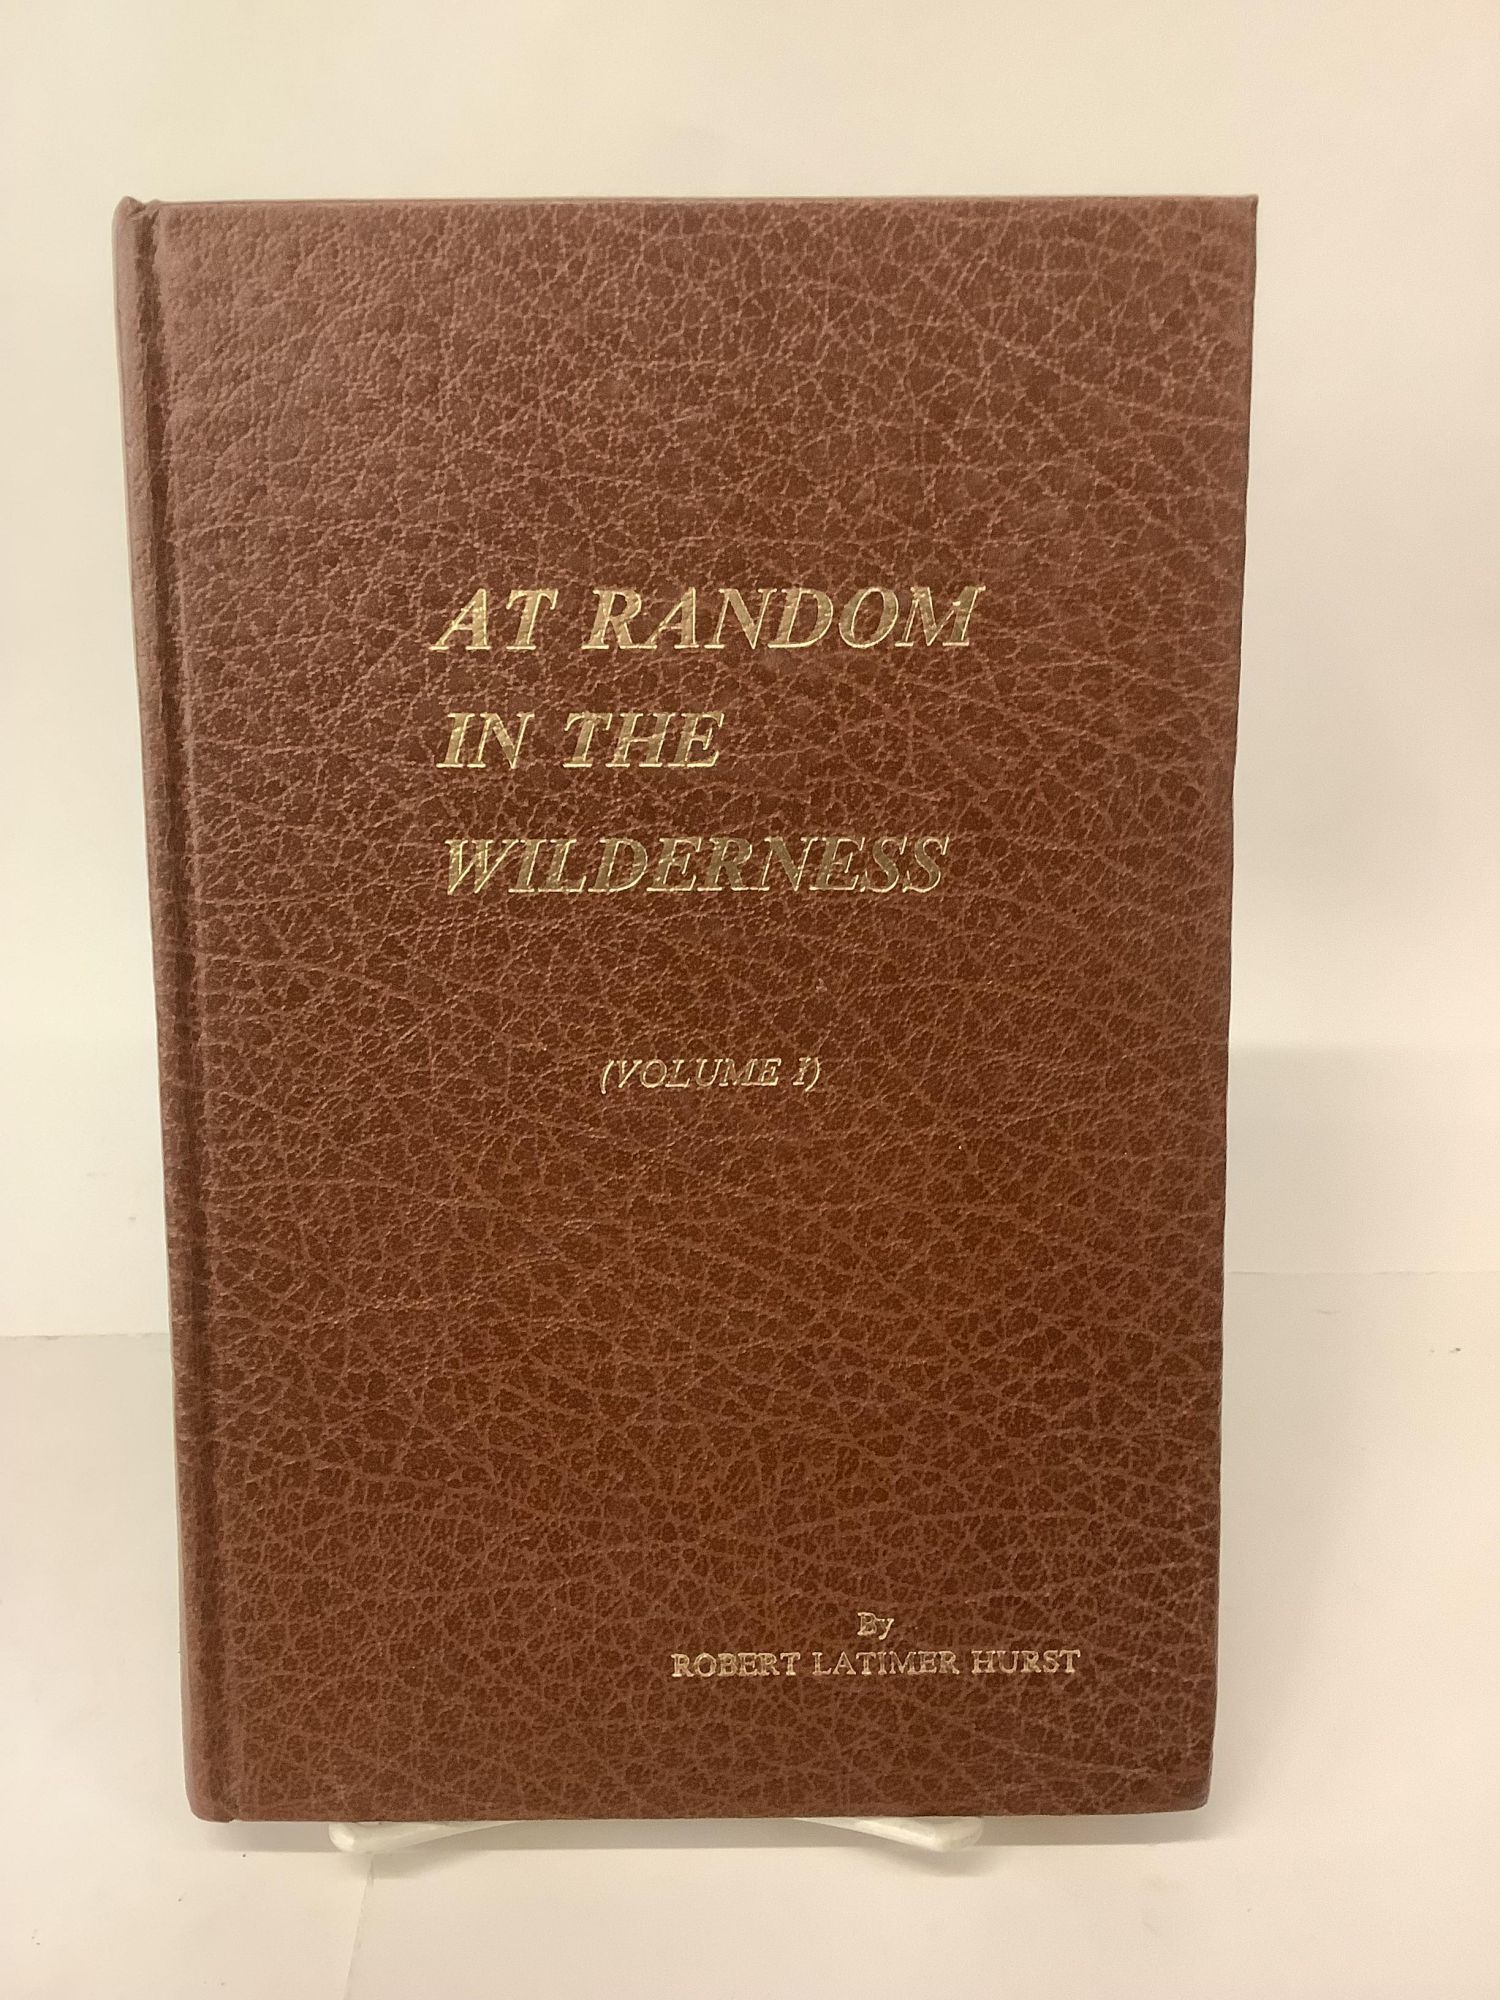 AT RANDOM
IN THE
WILDERNESS
(VOLUME I)
By
ROBERT LATIMER HURST